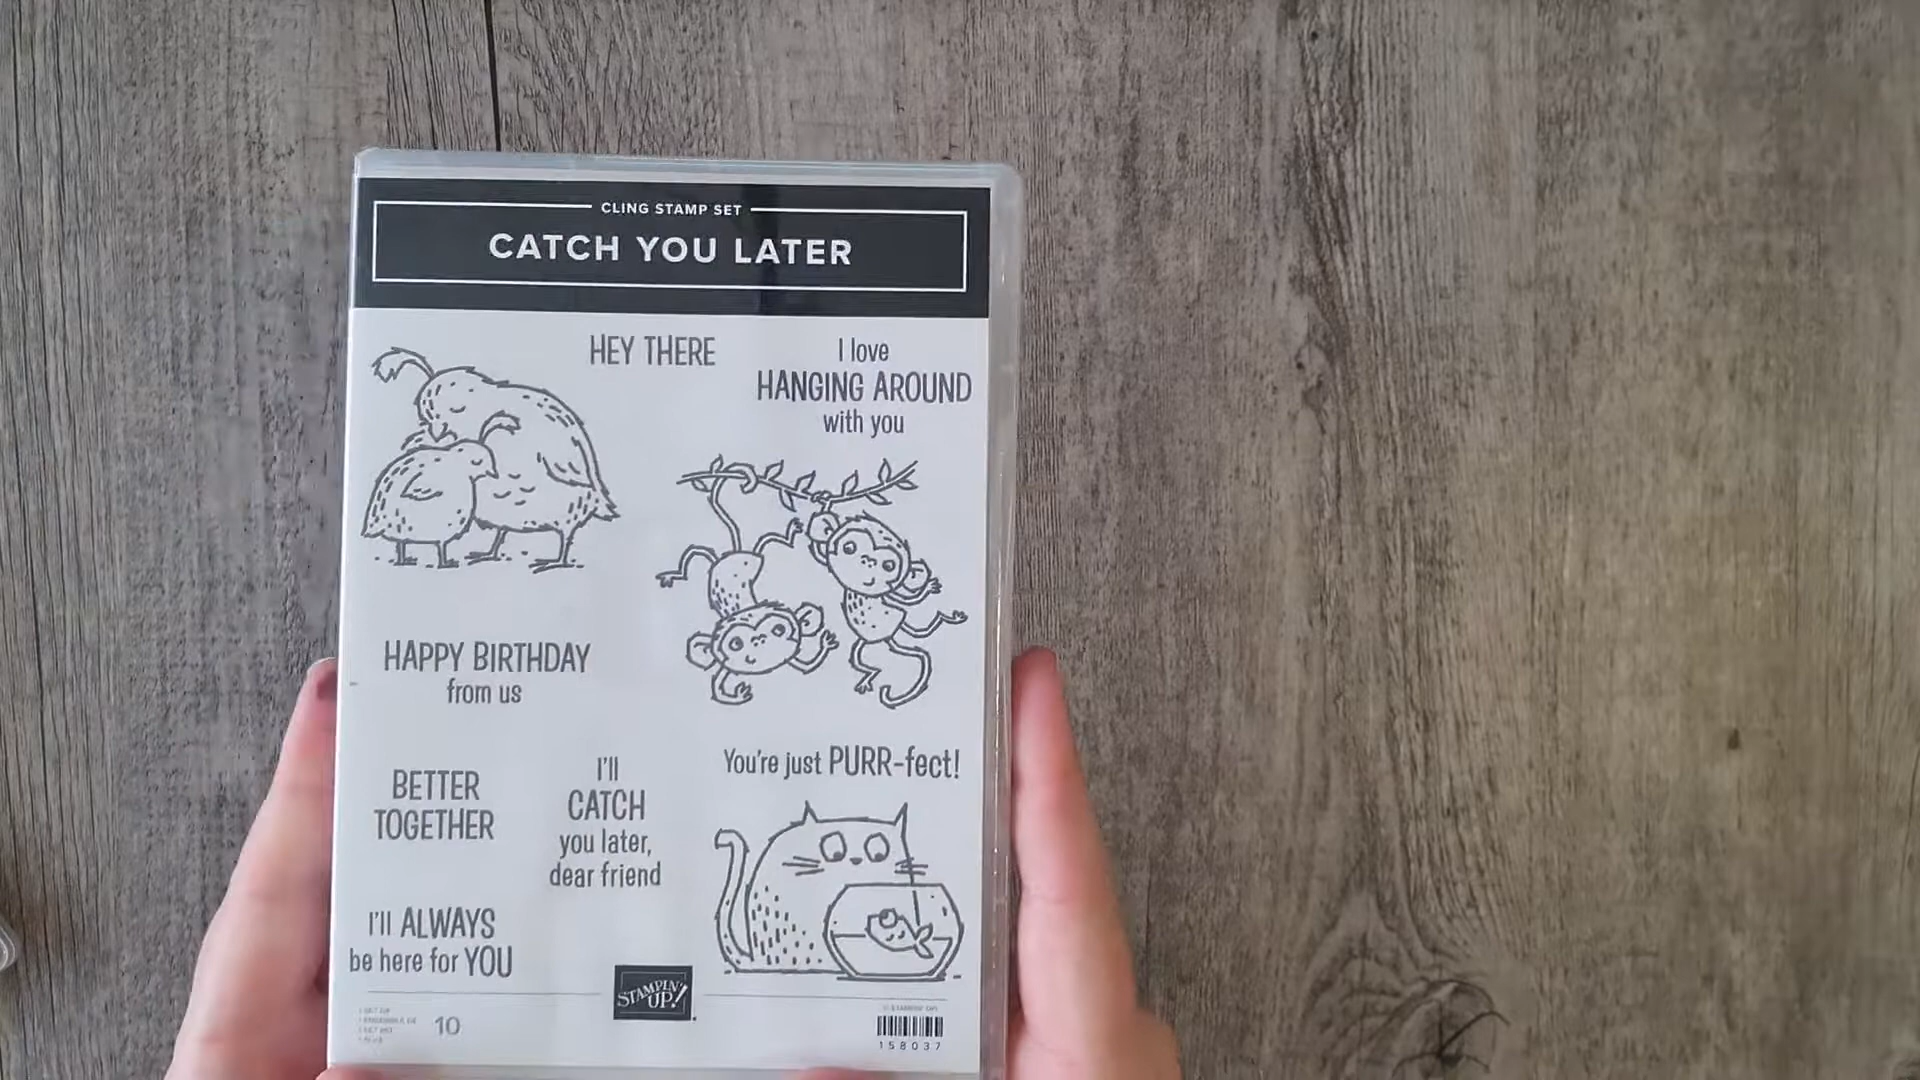 CLING STAMP SET
CATCH YOU LATER
HEY THERE
I love
HANGING AROUND
with you
HAPPY BIRTHDAY
from us
BETTER
TOGETHER
I'll
CATCH
you later,
dear friend
You're just PURR-fect!
I'll ALWAYS
be here for YOU
STAMPIN'
UP!
10
158037